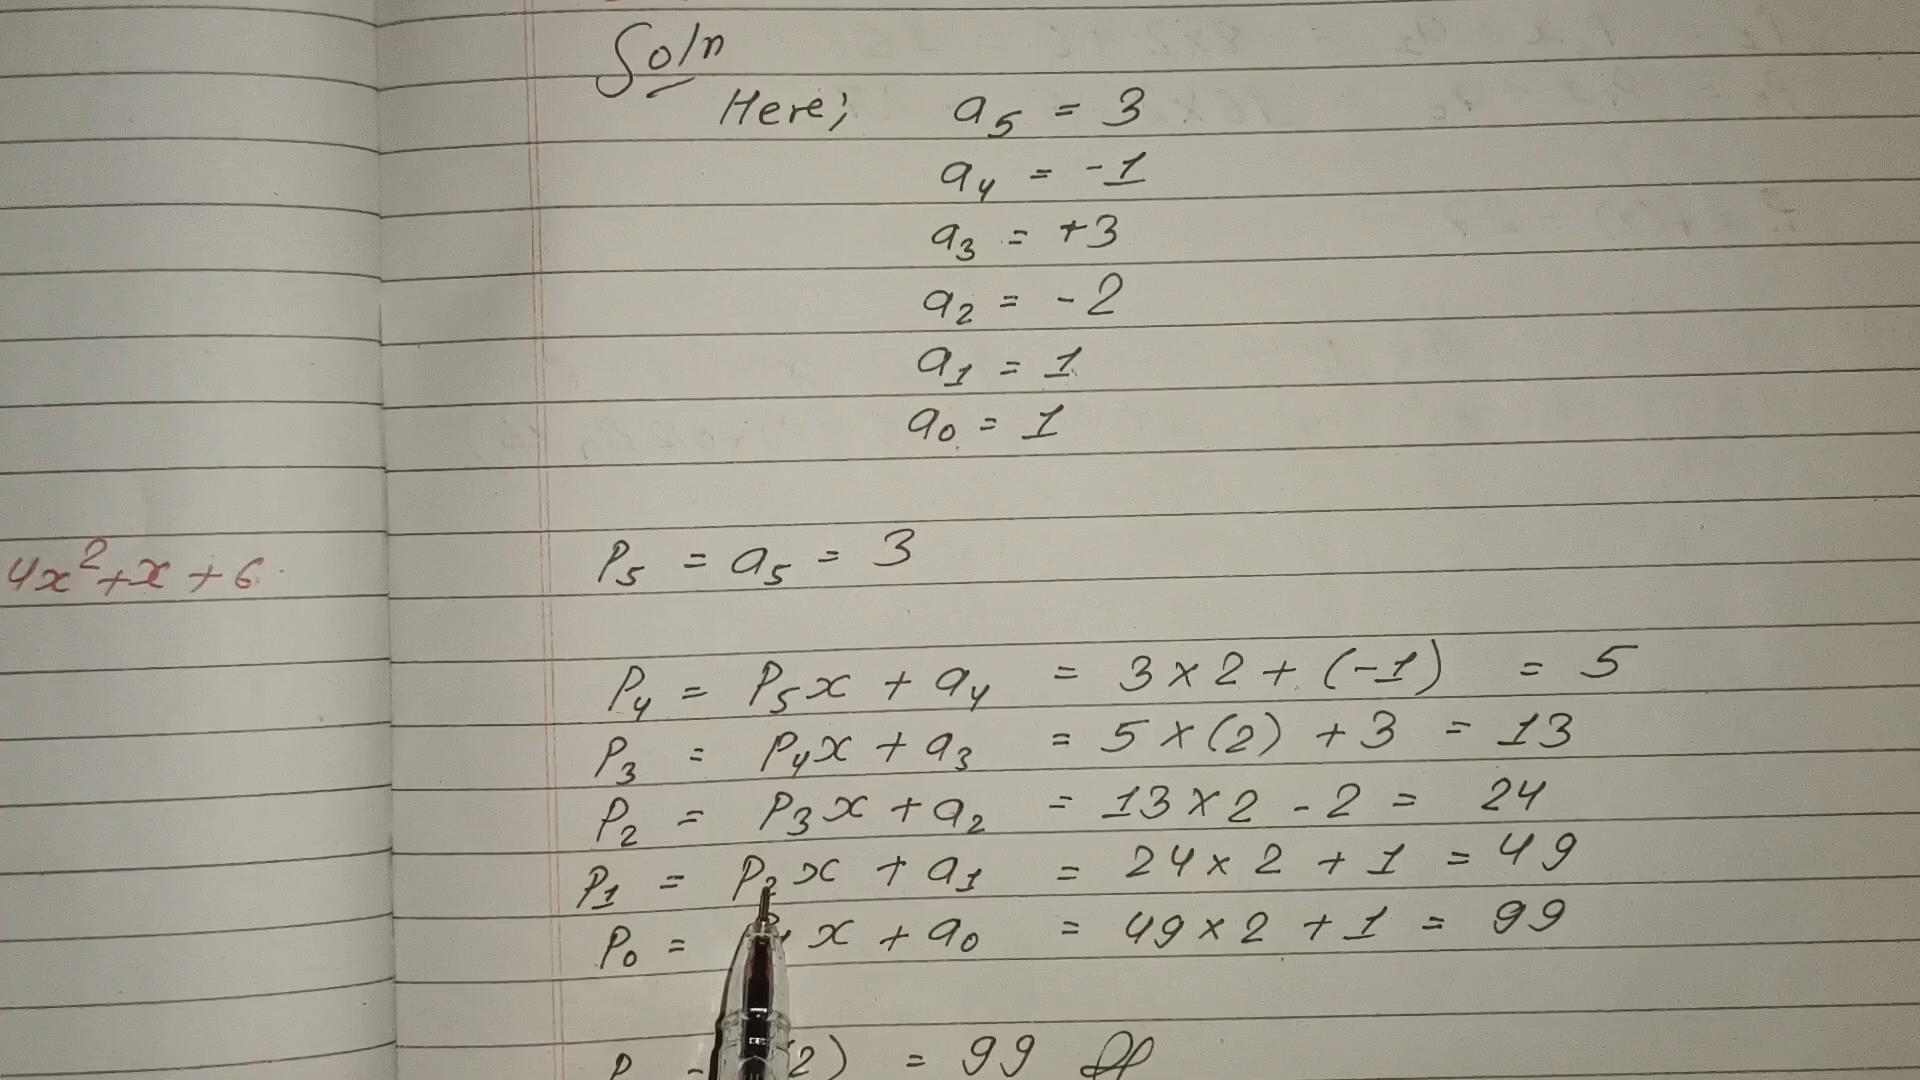 Soln
Here; a5 = 3
a4 = -1
a3 = +3
a2 = -2
a1 = 1
a0 = 1
4x²+x+6
P5 = a5 = 3
P4 = P5x + a4 = 3×2+(-1) = 5
P3 = P4x + a3 = 5×(2) + 3 = 13
P2 = P3x + a2 = 13×2 - 2 = 24
P1 = P2x + a1 = 24×2 + 1 = 49
P0 = x + a0 = 49×2 + 1 = 99
2) = 99